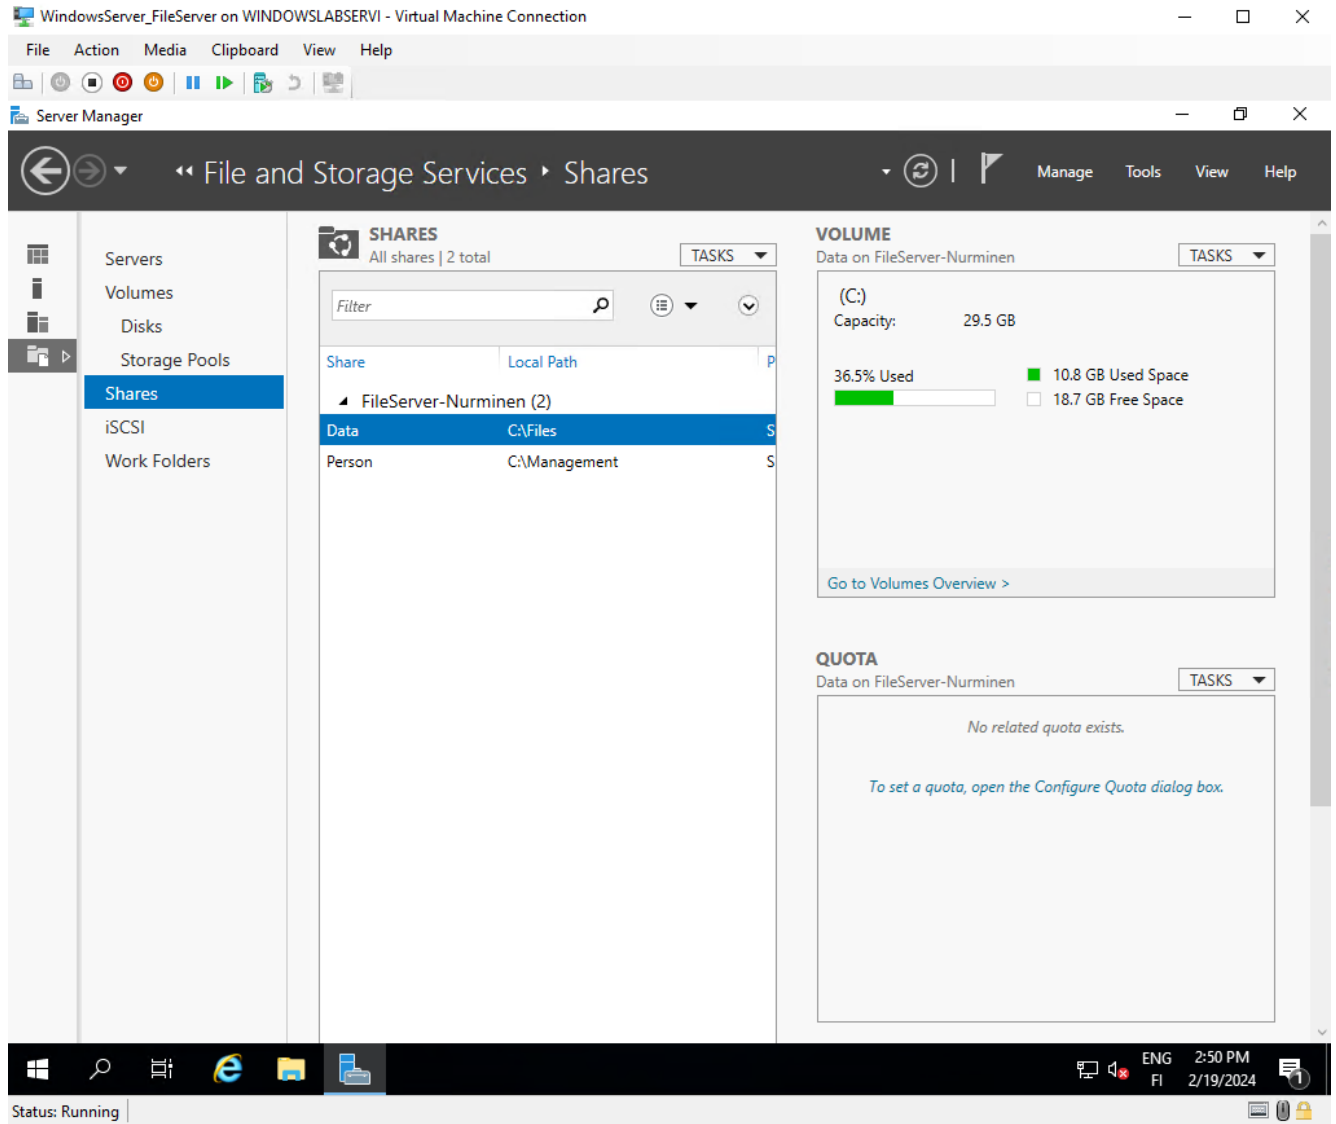 WindowsServer_FileServer on WINDOWSLABSERVI - Virtual Machine Connection
File Action Media Clipboard View Help
Server Manager
File and Storage Services Shares
Manage Tools View Help
Servers
Volumes
Disks
Storage Pools
Shares
iSCSI
Work Folders
SHARES
All shares | 2 total
TASKS
Filter
Share Local Path P
FileServer-Nurminen (2)
Data C:\Files S
Person C:\Management S
VOLUME
Data on FileServer-Nurminen
TASKS
(C:)
Capacity: 29.5 GB
36.5% Used
10.8 GB Used Space
18.7 GB Free Space
Go to Volumes Overview >
QUOTA
Data on FileServer-Nurminen
TASKS
No related quota exists.
To set a quota, open the Configure Quota dialog box.
ENG
FI
2:50 PM
2/19/2024
1
Status: Running